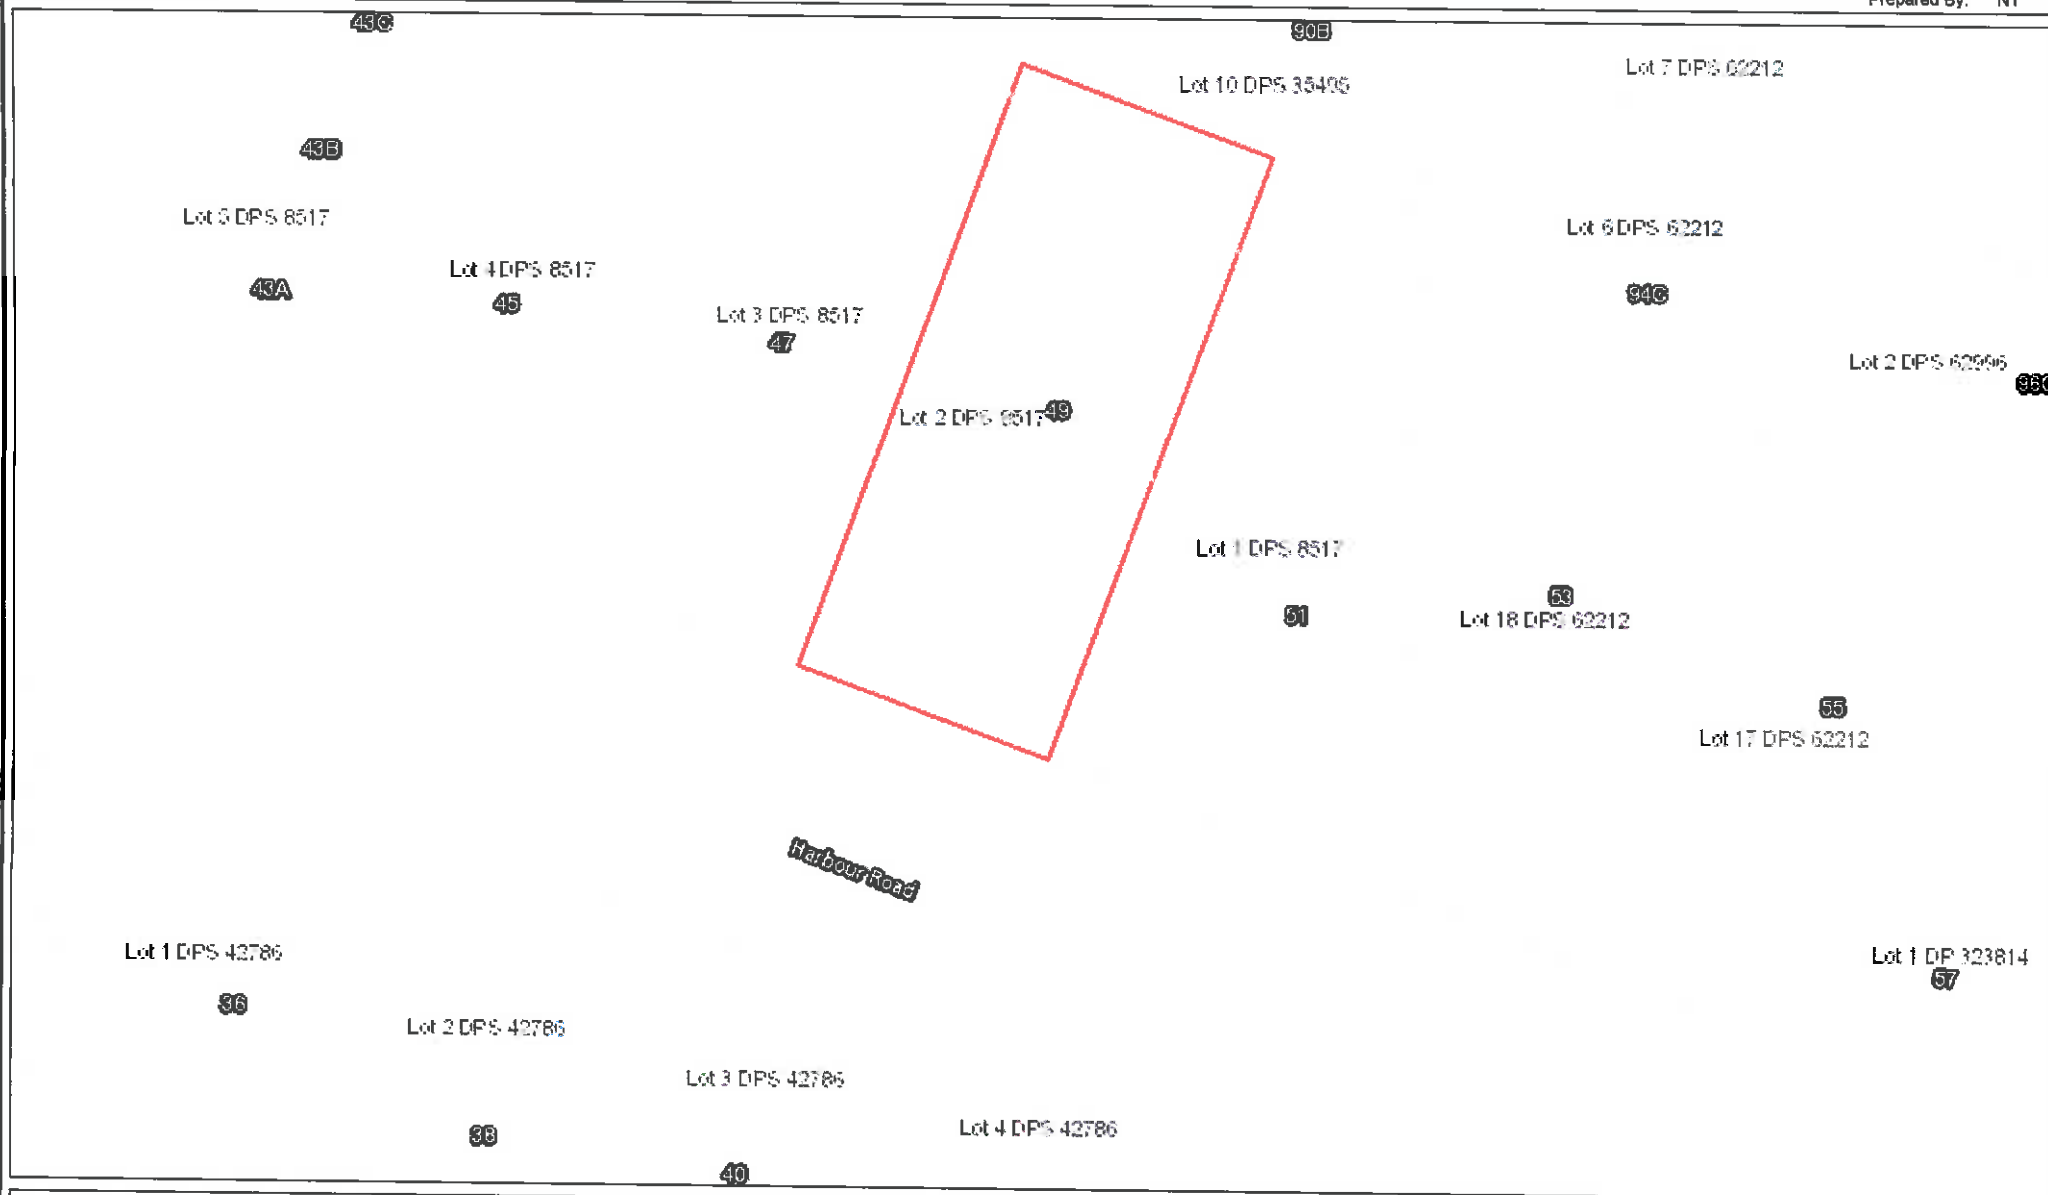 Prepared By: NT
43C
90B
Lot 7 DPS 62212
Lot 10 DPS 35495
43B
Lot 5 DPS 8517
Lot 6 DPS 62212
Lot 4 DPS 8517
43A
45
94C
Lot 3 DPS 8517
47
Lot 2 DPS 62996
Lot 2 DPS 8517
49
Lot 1 DPS 8517
53
51
Lot 18 DPS 62212
55
Lot 17 DPS 62212
Harbour Road
Lot 1 DPS 42786
Lot 1 DP 323814
57
36
Lot 2 DPS 42786
Lot 3 DPS 42786
Lot 4 DPS 42786
38
40